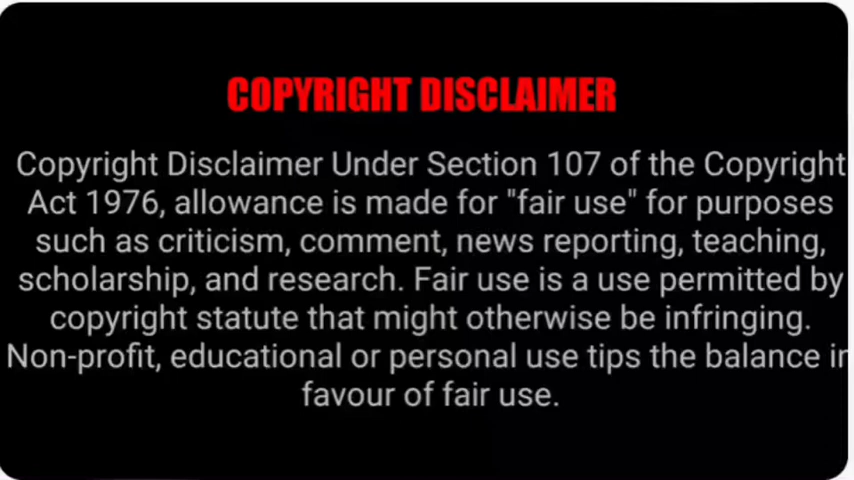 COPYRIGHT DISCLAIMER
Copyright Disclaimer Under Section 107 of the Copyright
Act 1976, allowance is made for "fair use" for purposes
such as criticism, comment, news reporting, teaching,
scholarship, and research. Fair use is a use permitted by
copyright statute that might otherwise be infringing.
Non-profit, educational or personal use tips the balance in
favour of fair use.